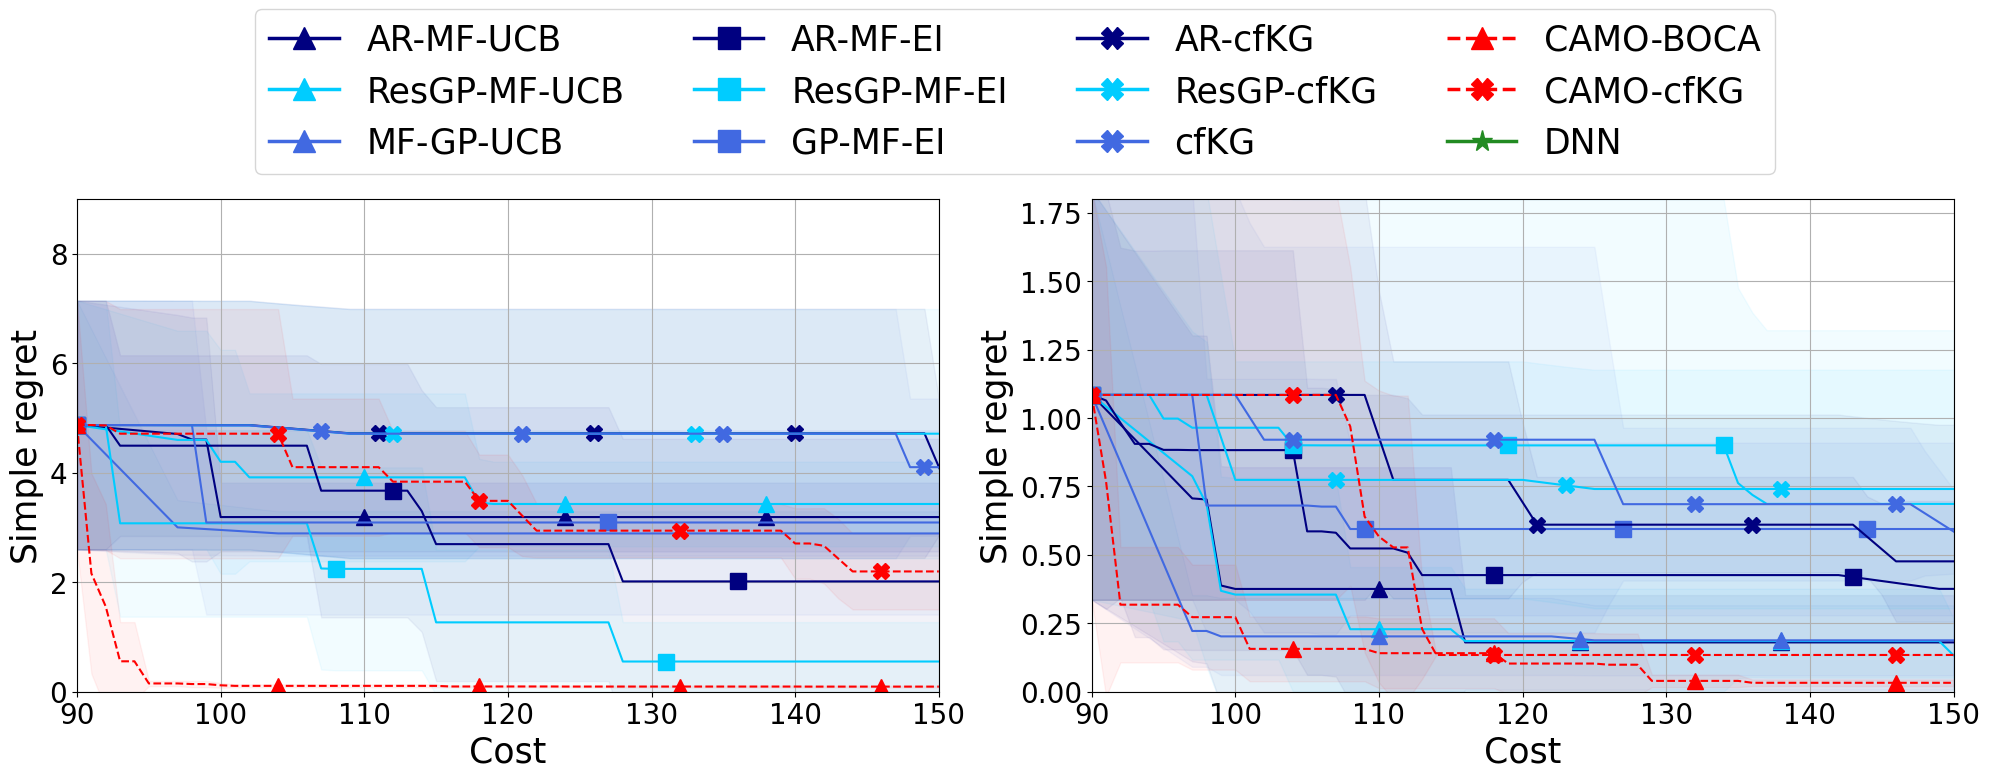 AR-MF-UCB AR-MF-EI AR-cfKG CAMO-BOCA
ResGP-MF-UCB ResGP-MF-EI ResGP-cfKG CAMO-cfKG
MF-GP-UCB GP-MF-EI cfKG DNN
Simple regret
8
6
4
2
0
90 100 110 120 130 140 150
Cost
Simple regret
1.75
1.50
1.25
1.00
0.75
0.50
0.25
0.00
90 100 110 120 130 140 150
Cost